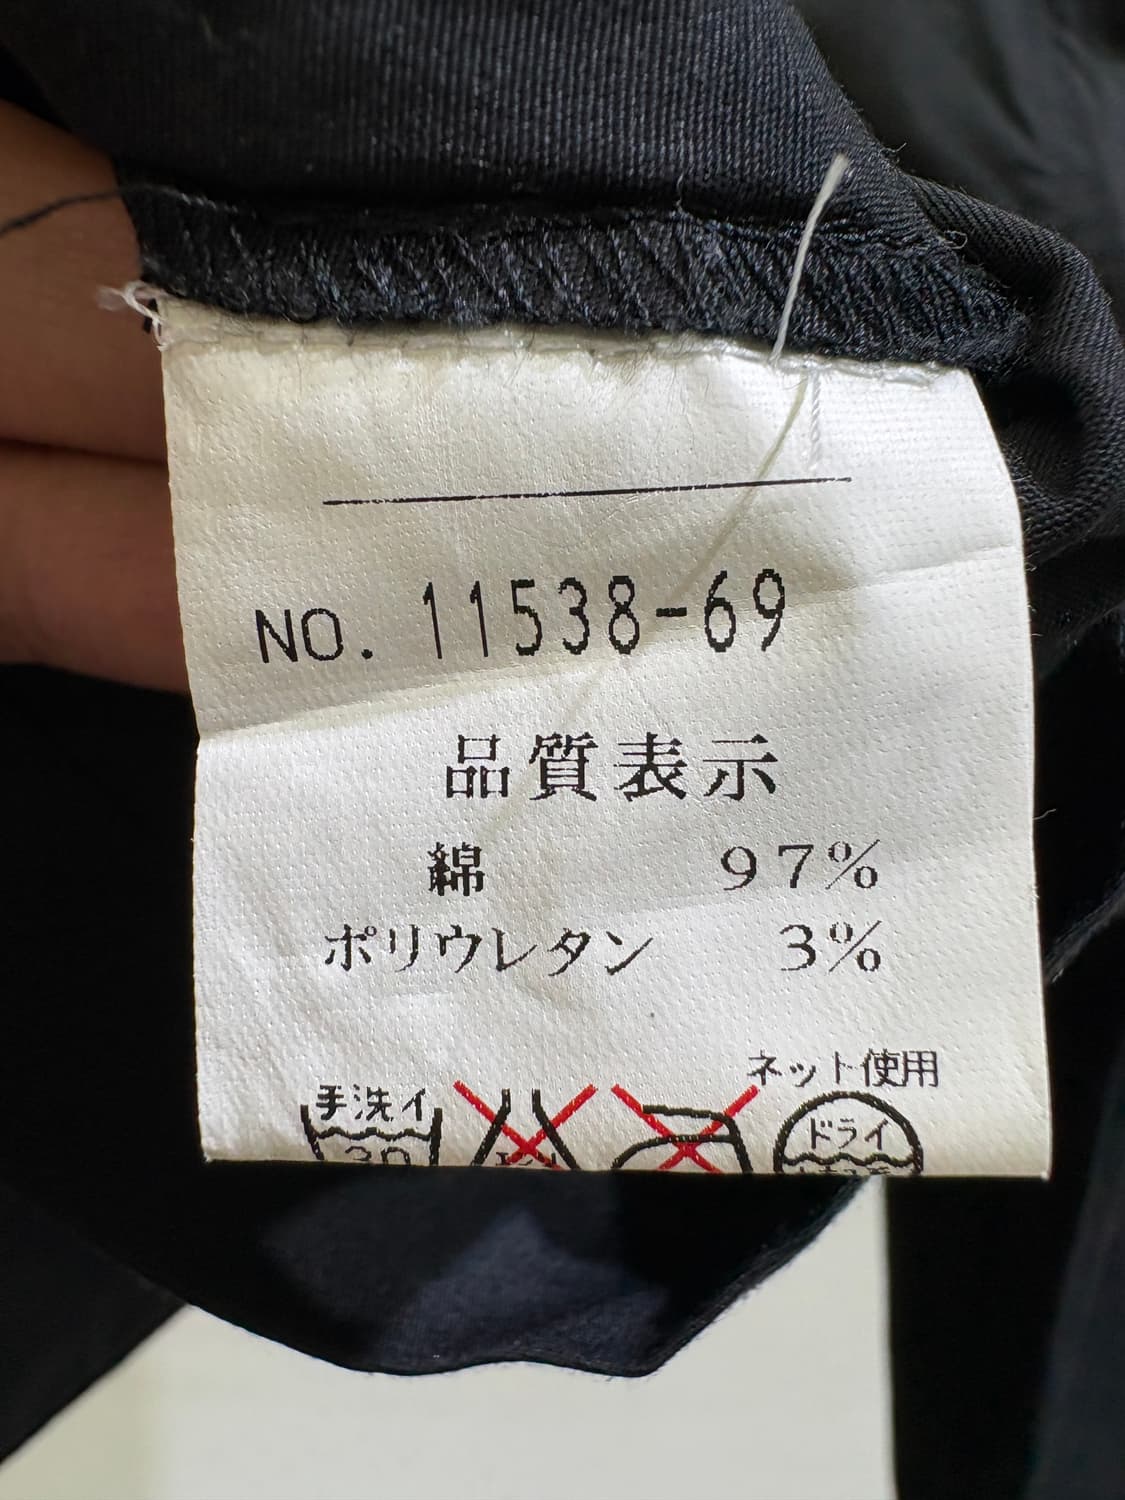 NO. 11538-69
品質表示
綿 97%
ポリウレタン 3%
ネット使用
手洗イ ドライ
30